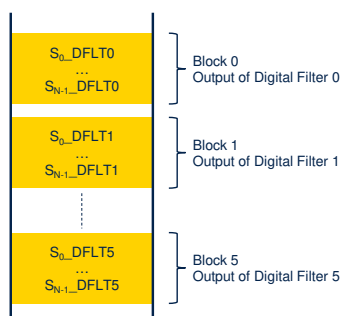 S0_DFLT0
...
SN-1_DFLT0
Block 0
Output of Digital Filter 0
S0_DFLT1
...
SN-1_DFLT1
Block 1
Output of Digital Filter 1
S0_DFLT5
...
SN-1_DFLT5
Block 5
Output of Digital Filter 5